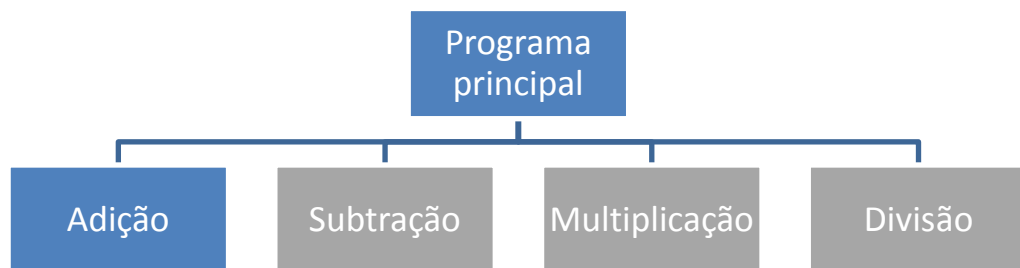 Programa
principal
Adição
Subtração
Multiplicação
Divisão